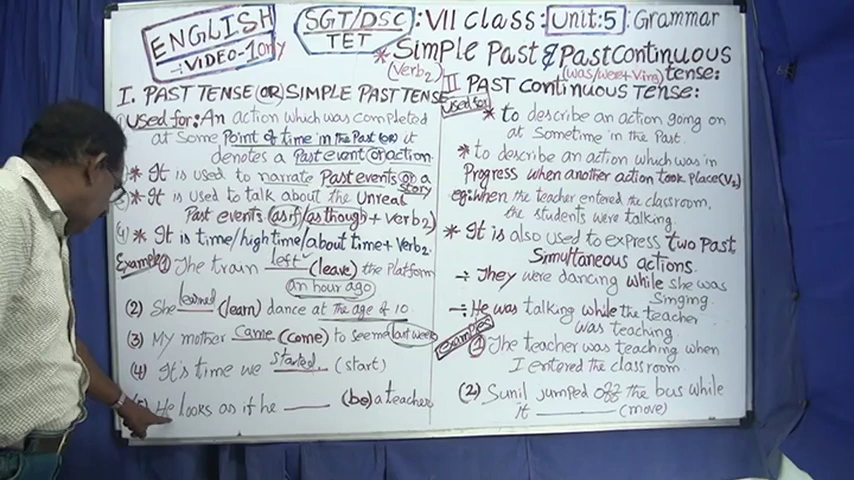 ENGLISH
-:VIDEO-1only
SGT/DSC
TET
:VII Class: Unit:5 :Grammar
* Simple Past & Past Continuous
(Verb2) (was/were+Ving) tense:
I. PAST TENSE (OR) SIMPLE PAST TENSE
Used for: An action which was completed
at some point of time in the Past (or) it
denotes a Past event (or) action.
* It is used to narrate Past events (or) a
story
* It is used to talk about the Unreal
Past events (as if/as though + verb2)
(4) * It is time/high time/about time + Verb2.
Example (1) The train left (leave) the Platform
an hour ago
(2) She learned (learn) dance at the age of 10.
(3) My mother came (come) to see me last week
(4) It's time we started. (start)
(5) He looks as if he ____ (be) a teacher
II PAST Continuous TENSE:
Used for
* to describe an action going on
at Sometime in the Past.
* to describe an action which was in
Progress when another action took place (V2)
eg: when the teacher entered the classroom,
the students were talking.
* It is also used to express two Past
Simultaneous actions.
÷ They were dancing while she was
Singing.
÷ He was talking while the teacher
was teaching
Examples
(1) The teacher was teaching when
I entered the classroom
(2) Sunil jumped off the bus while
it ________ (move)